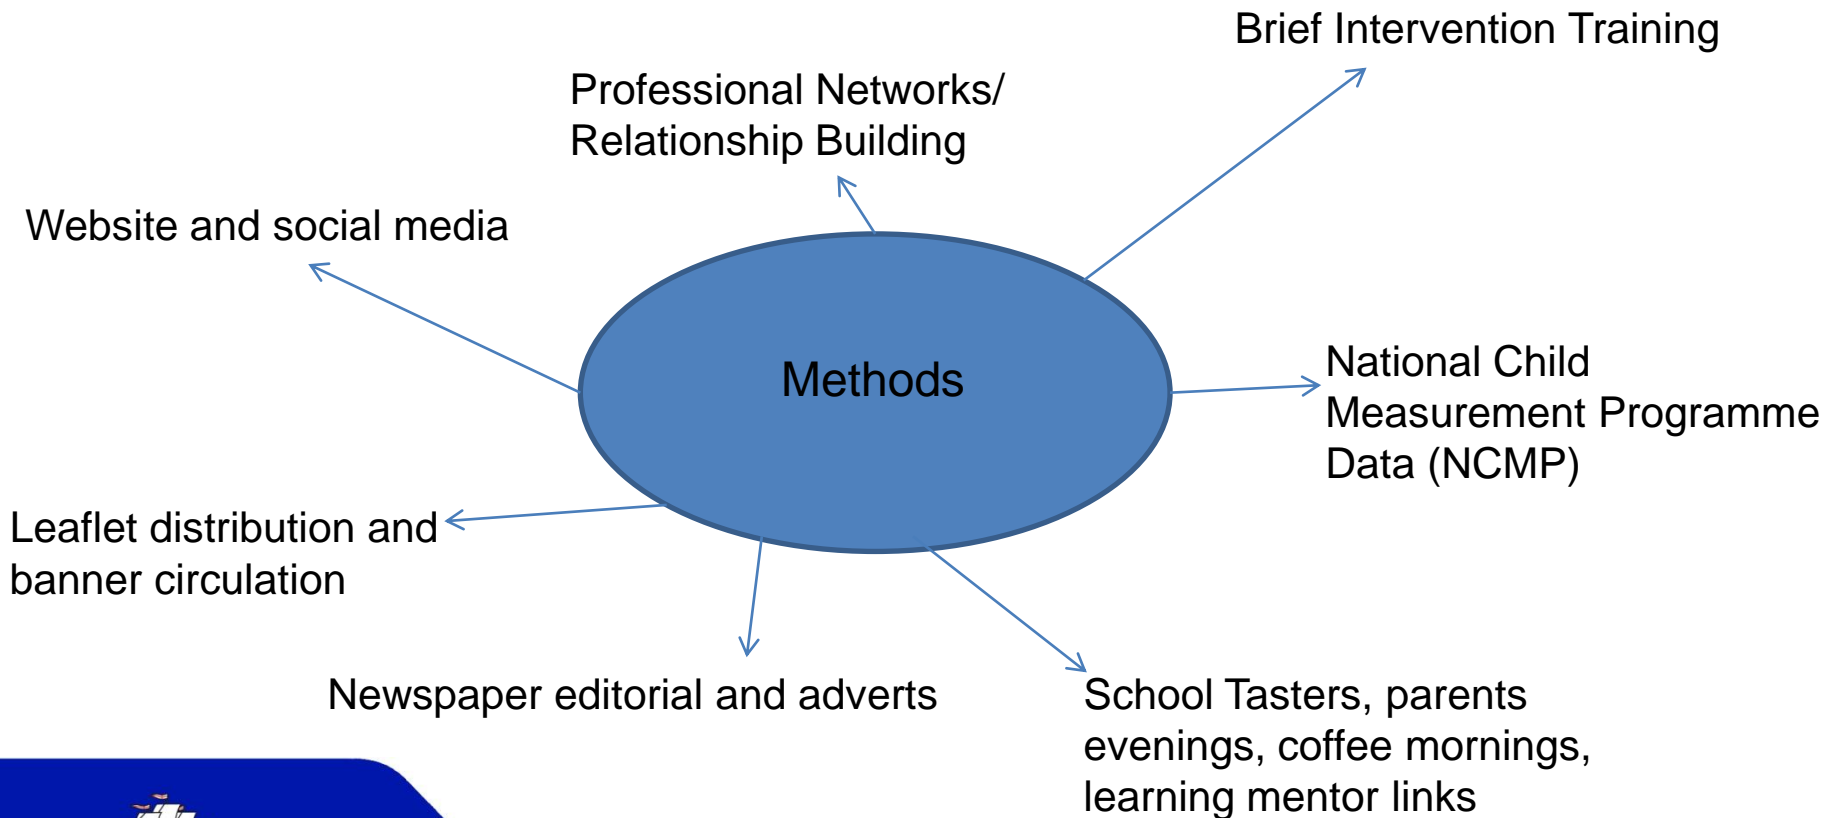 Brief Intervention Training
Professional Networks/
Relationship Building
Website and social media
Methods
National Child
Measurement Programme
Data (NCMP)
Leaflet distribution and
banner circulation
Newspaper editorial and adverts
School Tasters, parents
evenings, coffee mornings,
learning mentor links